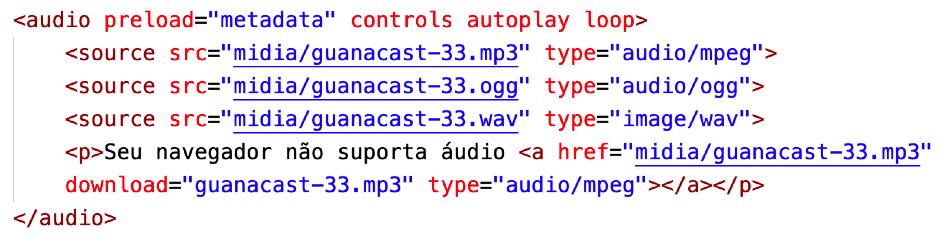 <audio preload="metadata" controls autoplay loop>
    <source src="midia/guanacast-33.mp3" type="audio/mpeg">
    <source src="midia/guanacast-33.ogg" type="audio/ogg">
    <source src="midia/guanacast-33.wav" type="image/wav">
    <p>Seu navegador não suporta áudio <a href="midia/guanacast-33.mp3"
    download="guanacast-33.mp3" type="audio/mpeg"></a></p>
</audio>